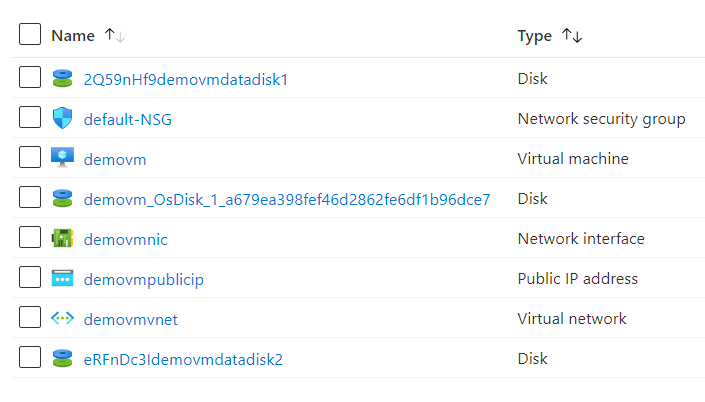 Name ↑↓ Type ↑↓
2Q59nHf9demovmdatadisk1 Disk
default-NSG Network security group
demovm Virtual machine
demovm_OsDisk_1_a679ea398fef46d2862fe6df1b96dce7 Disk
demovmnic Network interface
demovmpublicip Public IP address
demovmvnet Virtual network
eRFnDc3Idemovmdatadisk2 Disk